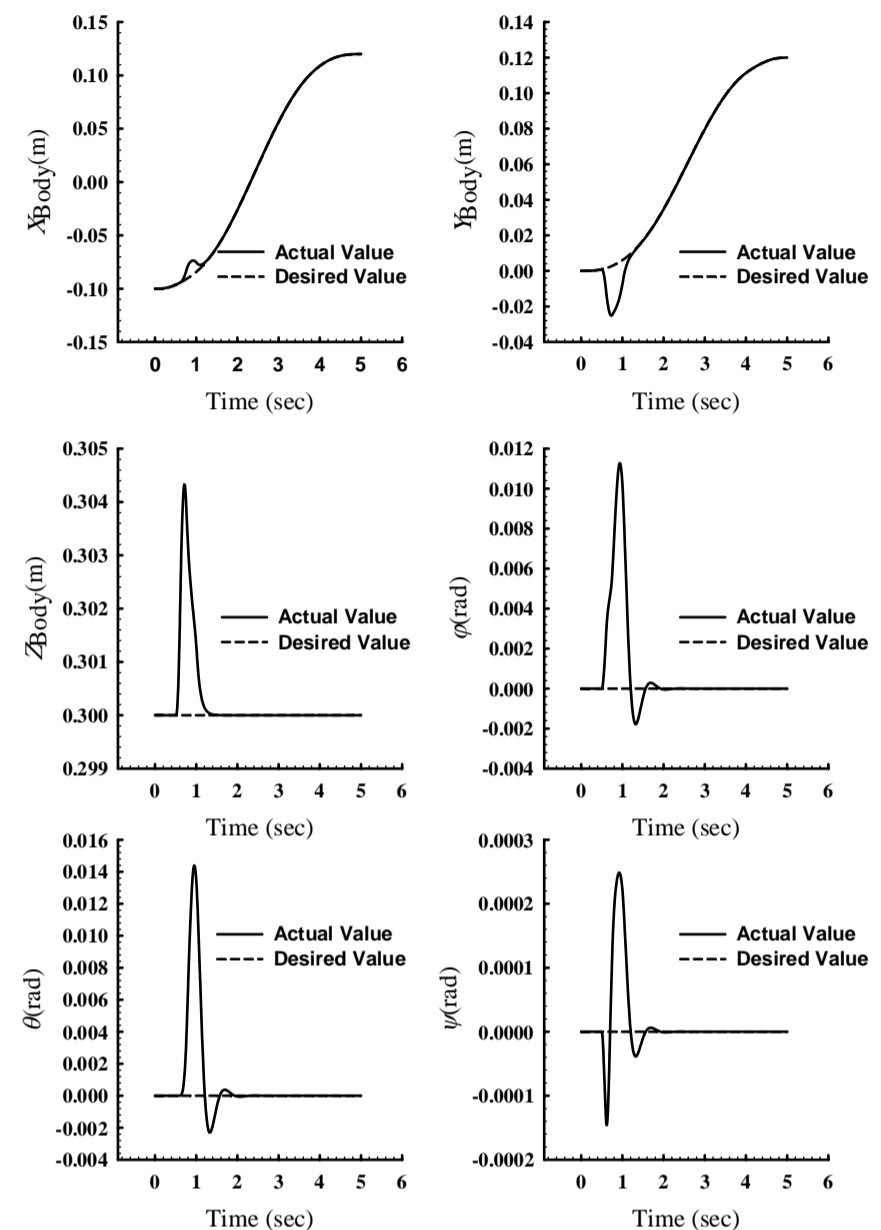 0.15
0.10
0.05
0.00
-0.05
-0.10
-0.15
XBody(m)
Actual Value
Desired Value
0 1 2 3 4 5 6
Time (sec)
0.14
0.12
0.10
0.08
0.06
0.04
0.02
0.00
-0.02
-0.04
YBody(m)
Actual Value
Desired Value
0 1 2 3 4 5 6
Time (sec)
0.305
0.304
0.303
0.302
0.301
0.300
0.299
ZBody(m)
Actual Value
Desired Value
0 1 2 3 4 5 6
Time (sec)
0.012
0.010
0.008
0.006
0.004
0.002
0.000
-0.002
-0.004
φ(rad)
Actual Value
Desired Value
0 1 2 3 4 5 6
Time (sec)
0.016
0.014
0.012
0.010
0.008
0.006
0.004
0.002
0.000
-0.002
-0.004
θ(rad)
Actual Value
Desired Value
0 1 2 3 4 5 6
Time (sec)
0.0003
0.0002
0.0001
0.0000
-0.0001
-0.0002
ψ(rad)
Actual Value
Desired Value
0 1 2 3 4 5 6
Time (sec)